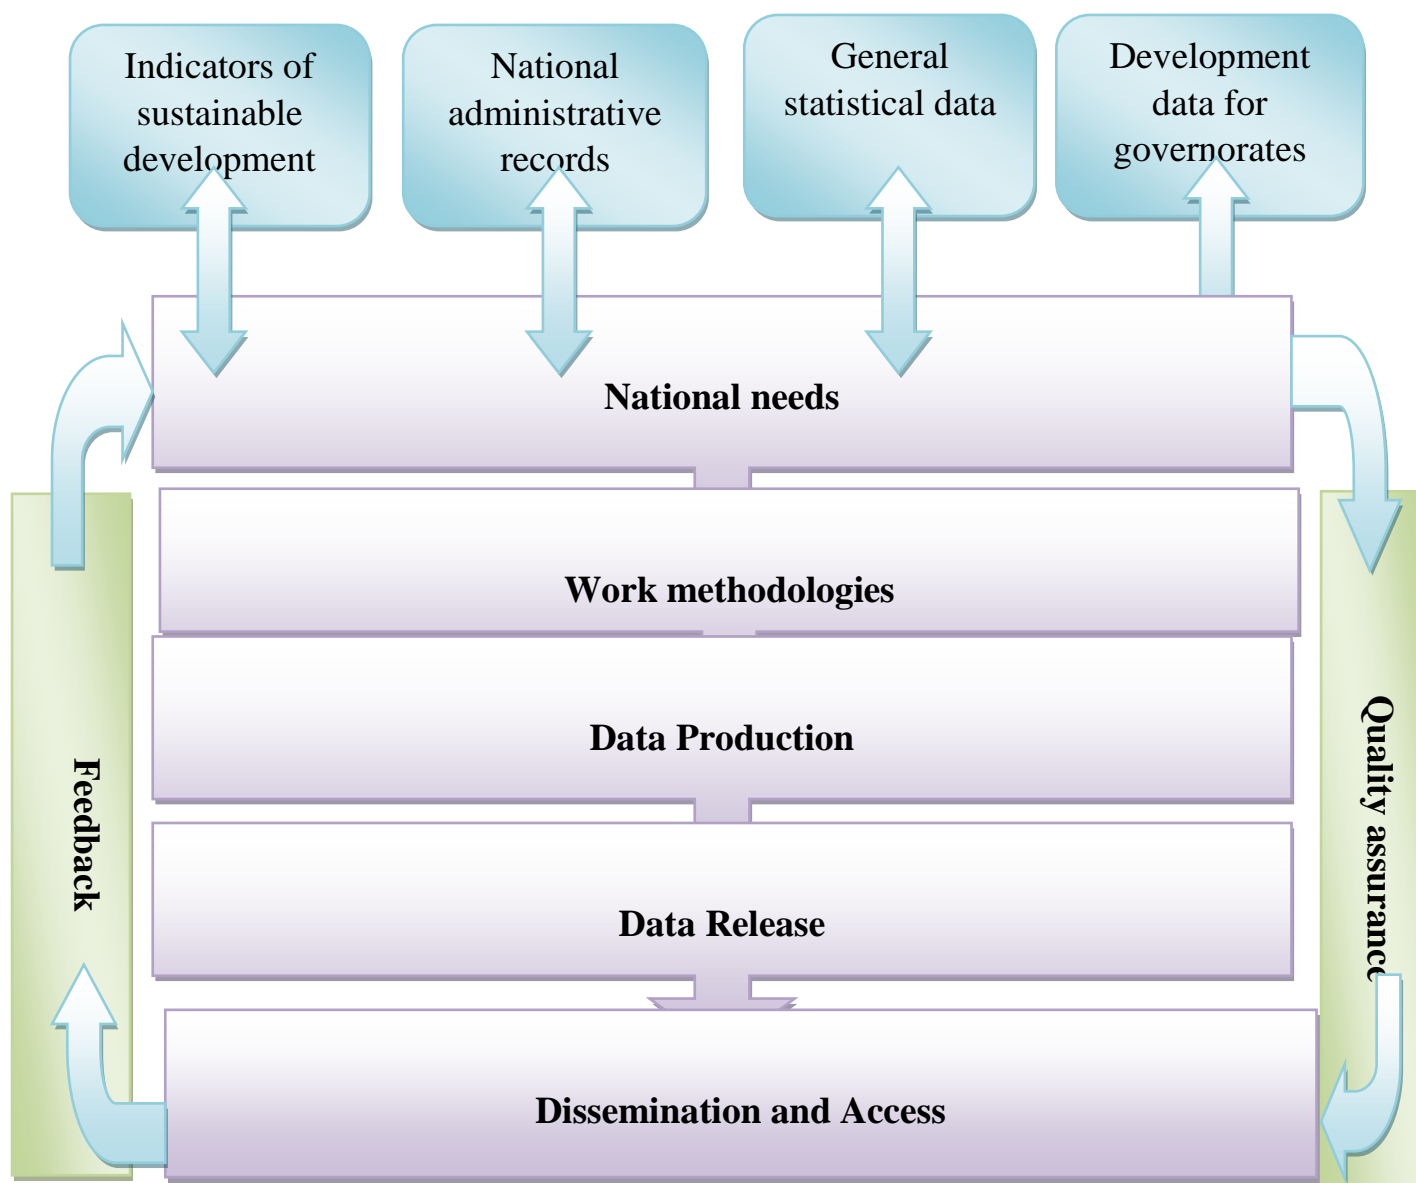 Indicators of
sustainable
development
National
administrative
records
General
statistical data
Development
data for
governorates
National needs
Work methodologies
Data Production
Data Release
Dissemination and Access
Feedback
Quality assurance